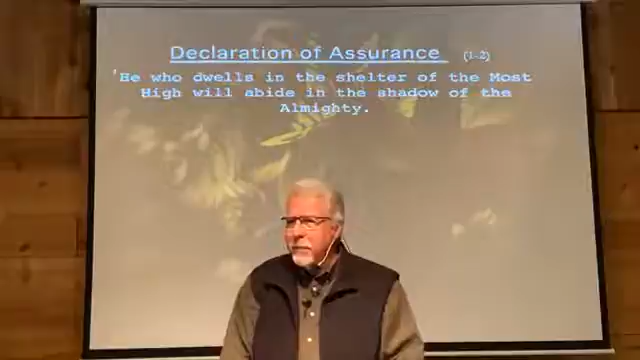 Declaration of Assurance (1-2)
¹He who dwells in the shelter of the Most
High will abide in the shadow of the
Almighty.